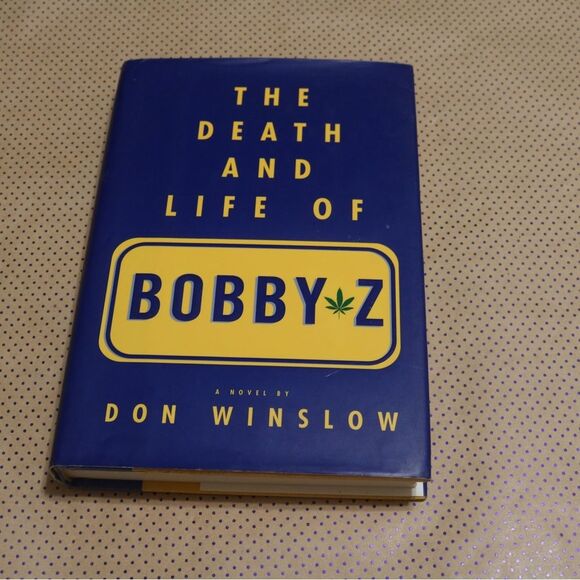 THE
DEATH
AND
LIFE OF
BOBBY Z
A NOVEL BY
DON WINSLOW